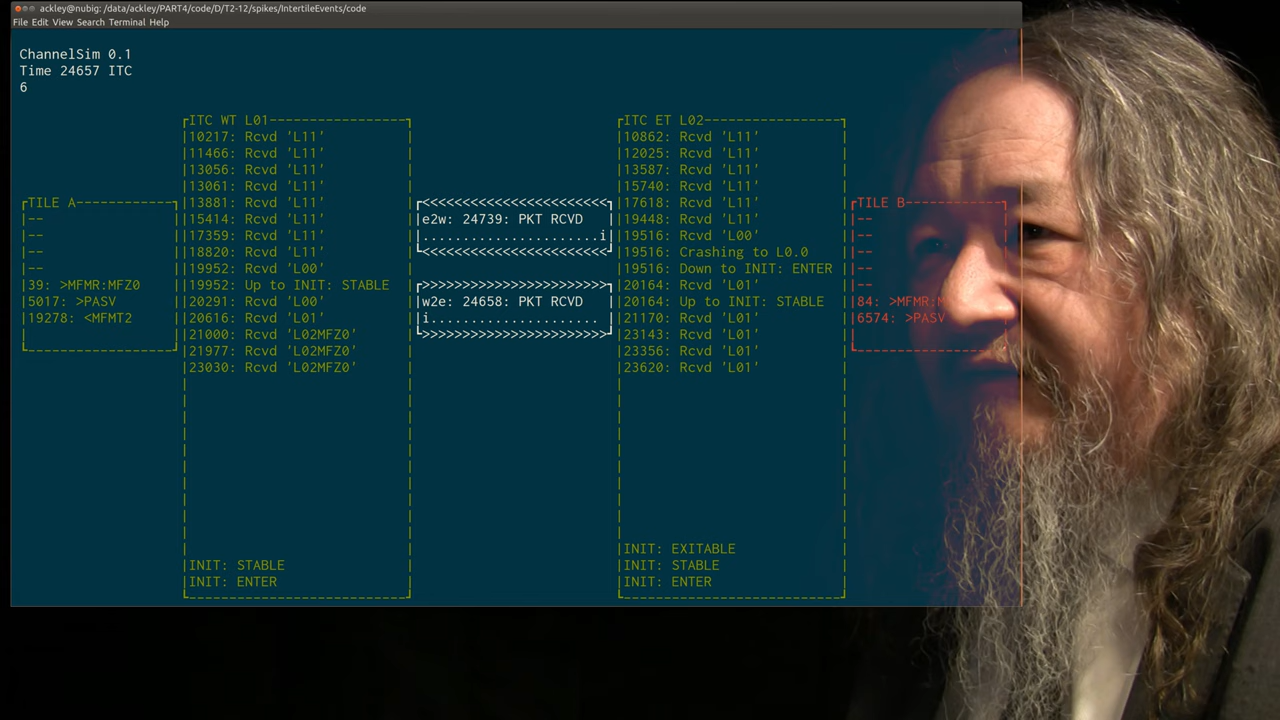 ackley@nubig: /data/ackley/PART4/code/D/T2-12/spikes/IntertileEvents/code
File Edit View Search Terminal Help
ChannelSim 0.1
Time 24657 ITC
6
TILE A
--
--
--
--
39: >MFMR:MFZ0
5017: >PASV
19278: <MFMT2
ITC WT L01
10217: Rcvd 'L11'
11466: Rcvd 'L11'
13056: Rcvd 'L11'
13061: Rcvd 'L11'
13881: Rcvd 'L11'
15414: Rcvd 'L11'
17359: Rcvd 'L11'
18820: Rcvd 'L11'
19952: Rcvd 'L00'
19952: Up to INIT: STABLE
20291: Rcvd 'L00'
20616: Rcvd 'L01'
21000: Rcvd 'L02MFZ0'
21977: Rcvd 'L02MFZ0'
23030: Rcvd 'L02MFZ0'
INIT: STABLE
INIT: ENTER
<<<<<<<<<<<<<<<<<<<<<<<
e2w: 24739: PKT RCVD
......................i
<<<<<<<<<<<<<<<<<<<<<<<
>>>>>>>>>>>>>>>>>>>>>>>
w2e: 24658: PKT RCVD
i.....................
>>>>>>>>>>>>>>>>>>>>>>>
ITC ET L02
10862: Rcvd 'L11'
12025: Rcvd 'L11'
13587: Rcvd 'L11'
15740: Rcvd 'L11'
17618: Rcvd 'L11'
19448: Rcvd 'L11'
19516: Rcvd 'L00'
19516: Crashing to L0.0
19516: Down to INIT: ENTER
20164: Rcvd 'L01'
20164: Up to INIT: STABLE
21170: Rcvd 'L01'
23143: Rcvd 'L01'
23356: Rcvd 'L01'
23620: Rcvd 'L01'
INIT: EXITABLE
INIT: STABLE
INIT: ENTER
TILE B
--
--
--
--
--
84: >MFMR:M
6574: >PASV